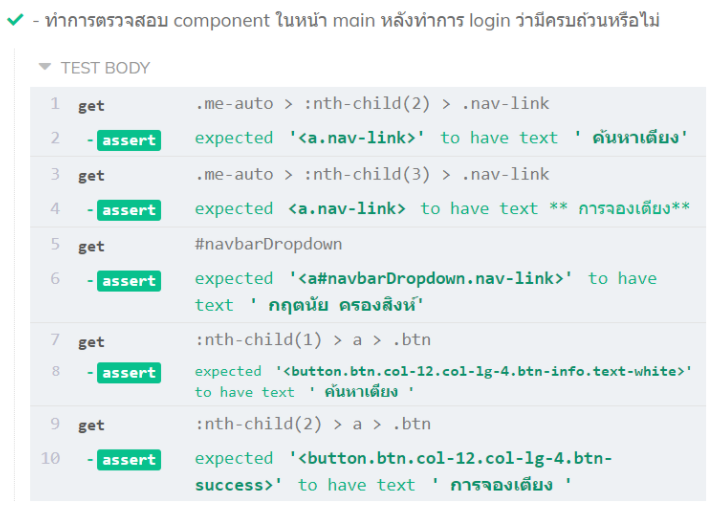 - ทำการตรวจสอบ component ในหน้า main หลังทำการ login ว่ามีครบถ้วนหรือไม่
TEST BODY
1 get .me-auto > :nth-child(2) > .nav-link
2 -assert expected '<a.nav-link>' to have text ' ค้นหาเตียง'
3 get .me-auto > :nth-child(3) > .nav-link
4 -assert expected <a.nav-link> to have text ** การจองเตียง**
5 get #navbarDropdown
6 -assert expected '<a#navbarDropdown.nav-link>' to have
text ' กฤตนัย ครองสิงห์'
7 get :nth-child(1) > a > .btn
8 -assert expected '<button.btn.col-12.col-lg-4.btn-info.text-white>'
to have text ' ค้นหาเตียง '
9 get :nth-child(2) > a > .btn
10 -assert expected '<button.btn.col-12.col-lg-4.btn-
success>' to have text ' การจองเตียง '